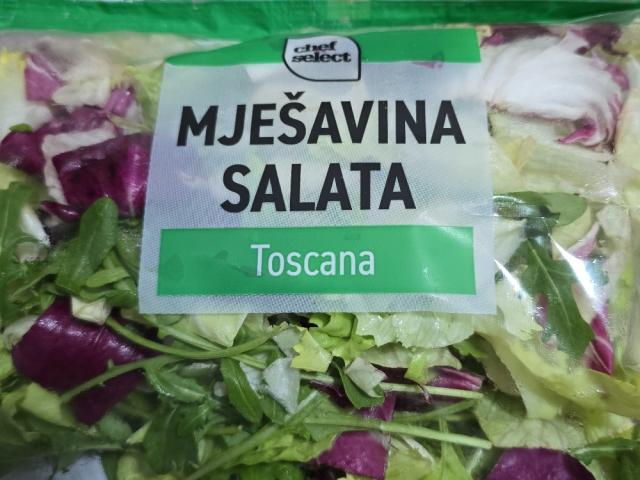 chef
select
MJEŠAVINA
SALATA
Toscana